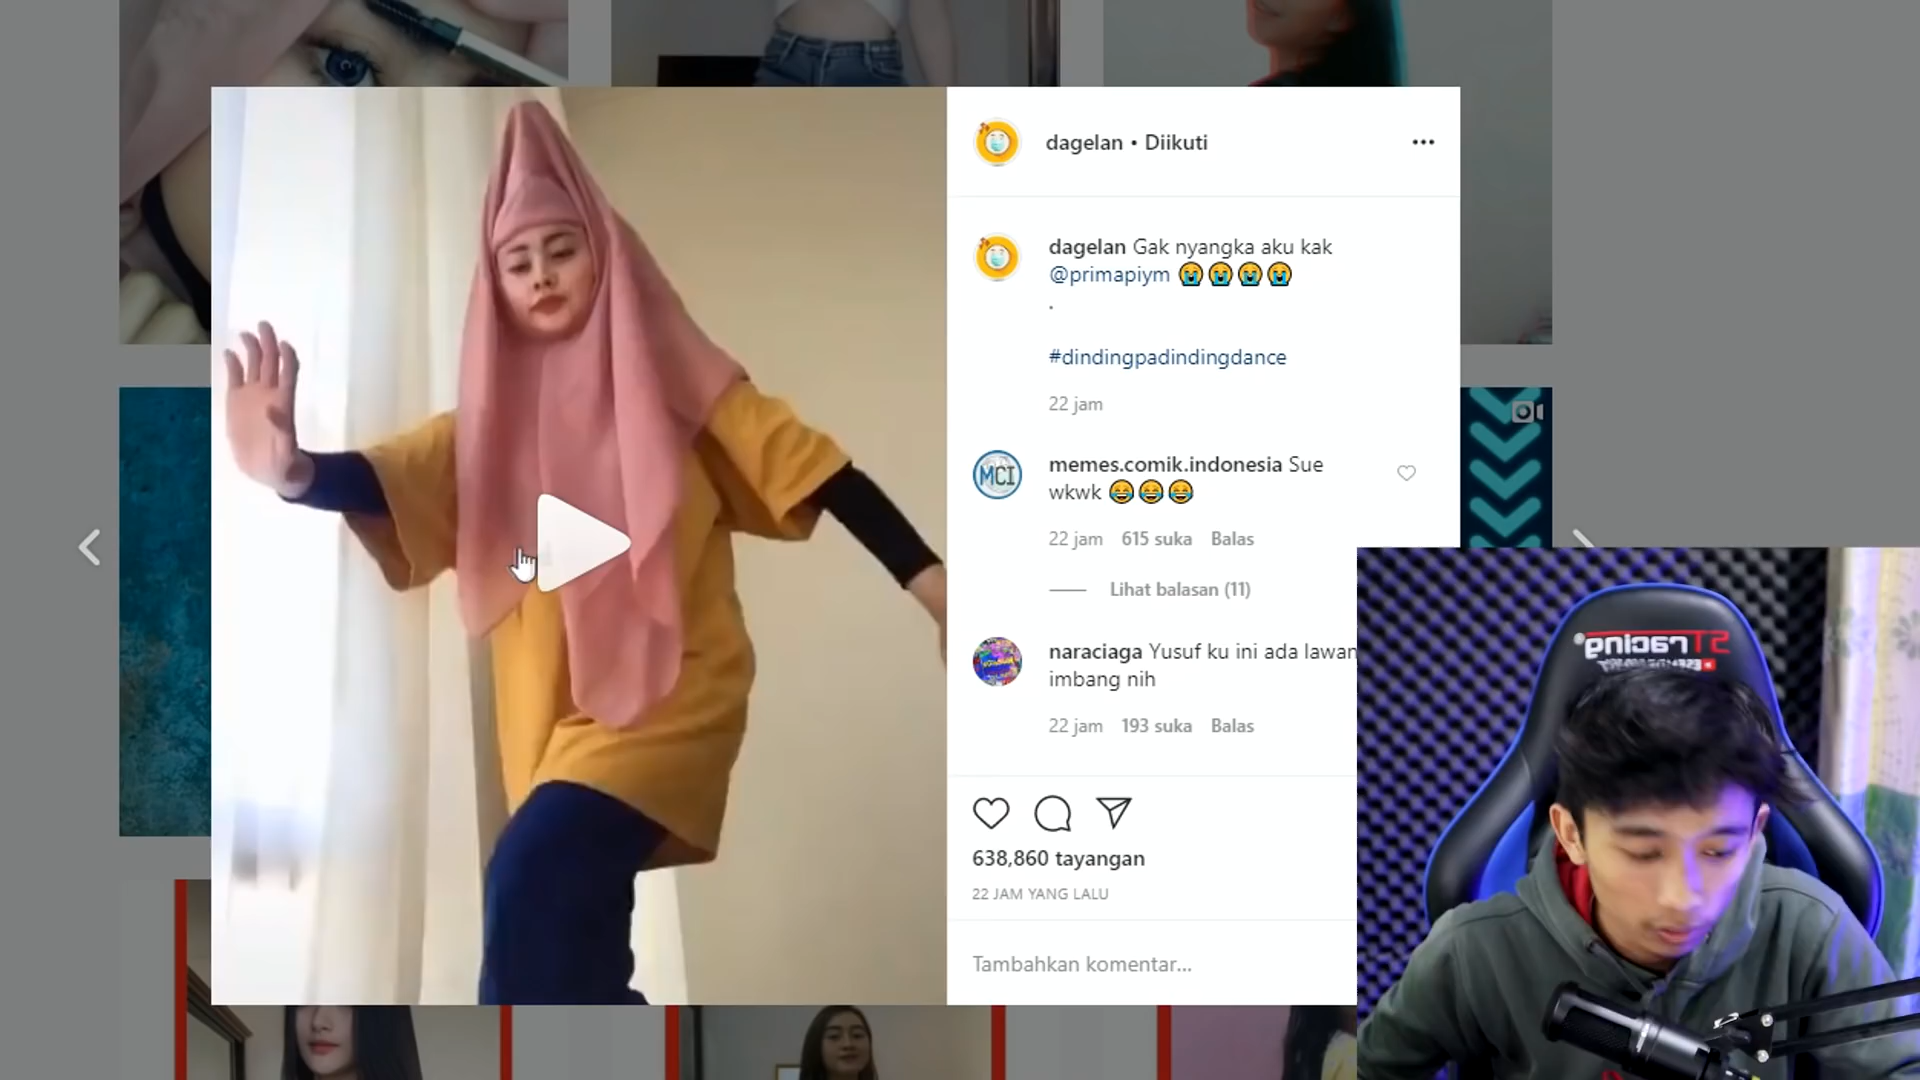 dagelan • Diikuti
dagelan Gak nyangka aku kak
@primapiym 😭😭😭😭
.
#dindingpadindingdance
22 jam
MCI
memes.comik.indonesia Sue
wkwk 😂😂😂
22 jam 615 suka Balas
Lihat balasan (11)
naraciaga Yusuf ku ini ada lawan
imbang nih
22 jam 193 suka Balas
638,860 tayangan
22 JAM YANG LALU
Tambahkan komentar...
STracing